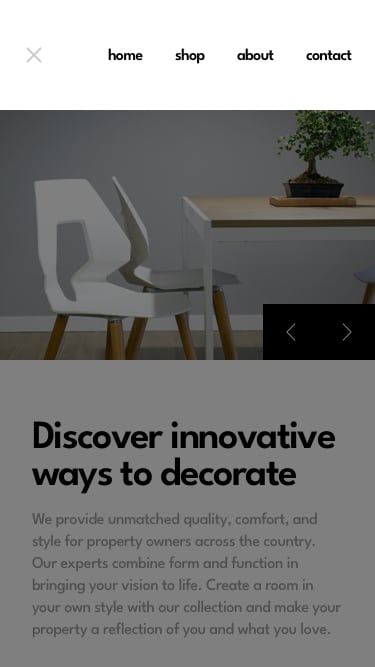 home shop about contact
Discover innovative
ways to decorate
We provide unmatched quality, comfort, and
style for property owners across the country.
Our experts combine form and function in
bringing your vision to life. Create a room in
your own style with our collection and make your
property a reflection of you and what you love.